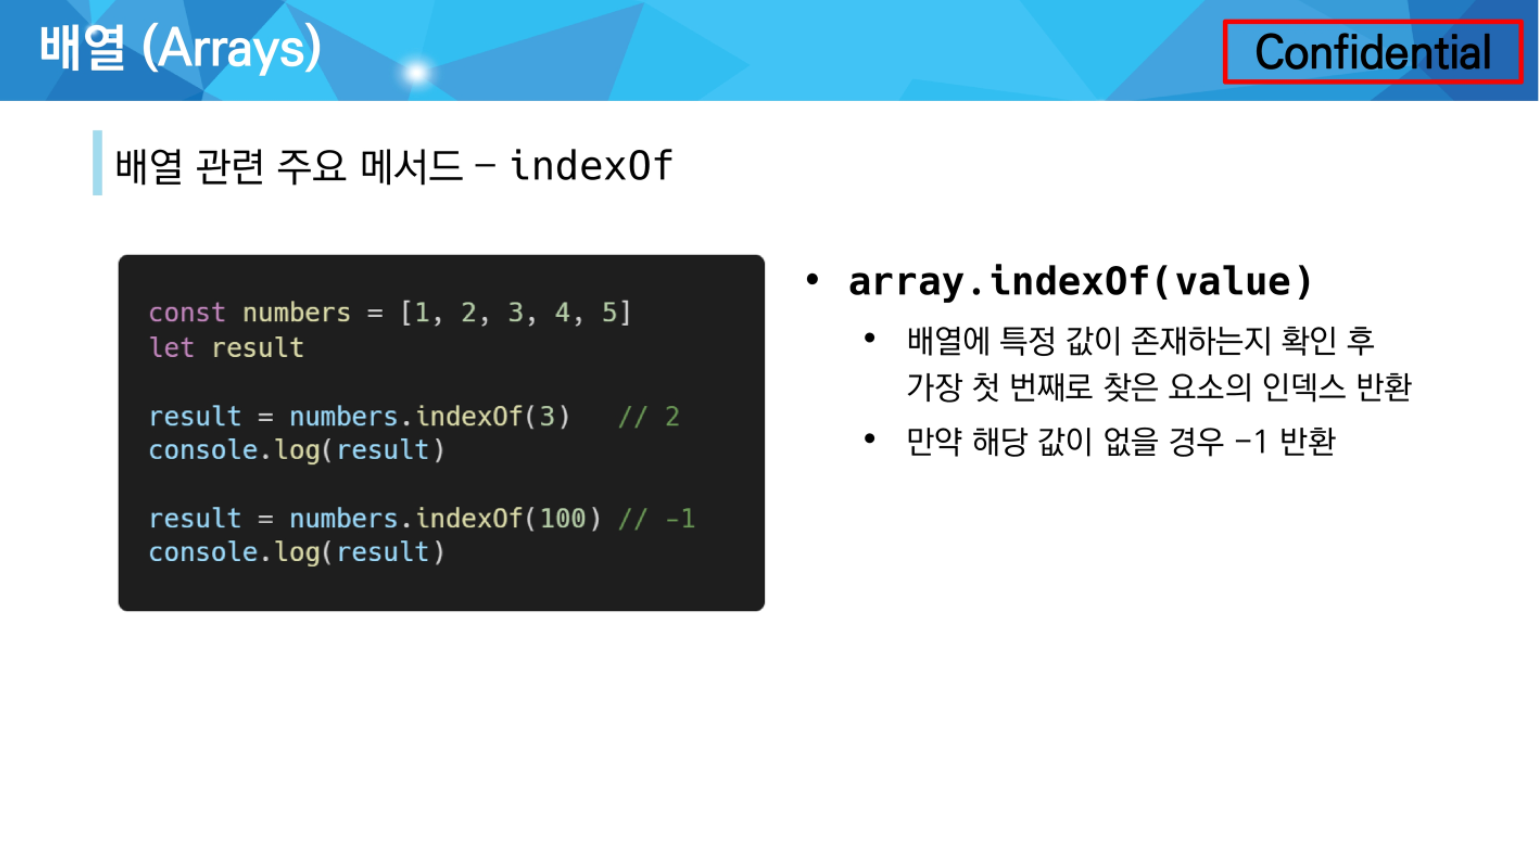 배열 (Arrays)
Confidential
배열 관련 주요 메서드 – indexOf
const numbers = [1, 2, 3, 4, 5]
let result
result = numbers.indexOf(3)   // 2
console.log(result)
result = numbers.indexOf(100) // -1
console.log(result)
• array.indexOf(value)
• 배열에 특정 값이 존재하는지 확인 후
가장 첫 번째로 찾은 요소의 인덱스 반환
• 만약 해당 값이 없을 경우 –1 반환